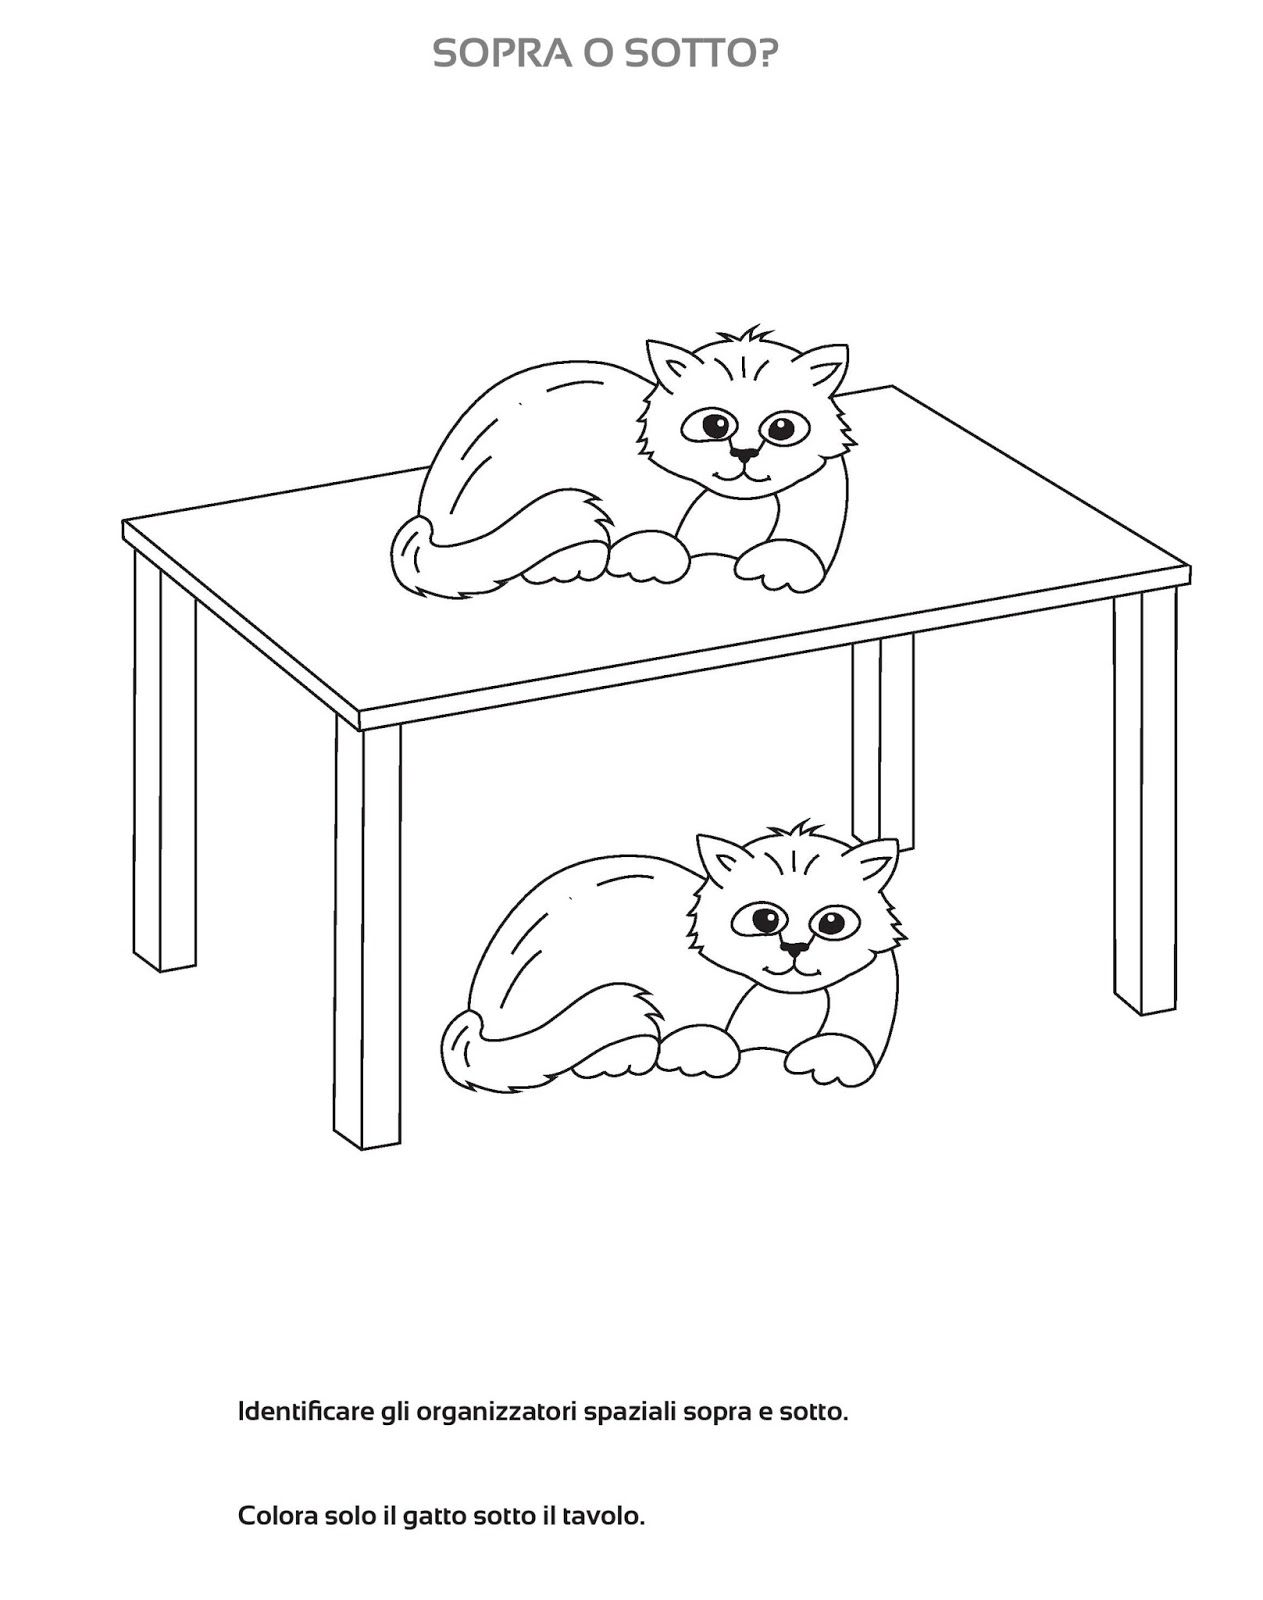 SOPRA O SOTTO?
Identificare gli organizzatori spaziali sopra e sotto.
Colora solo il gatto sotto il tavolo.